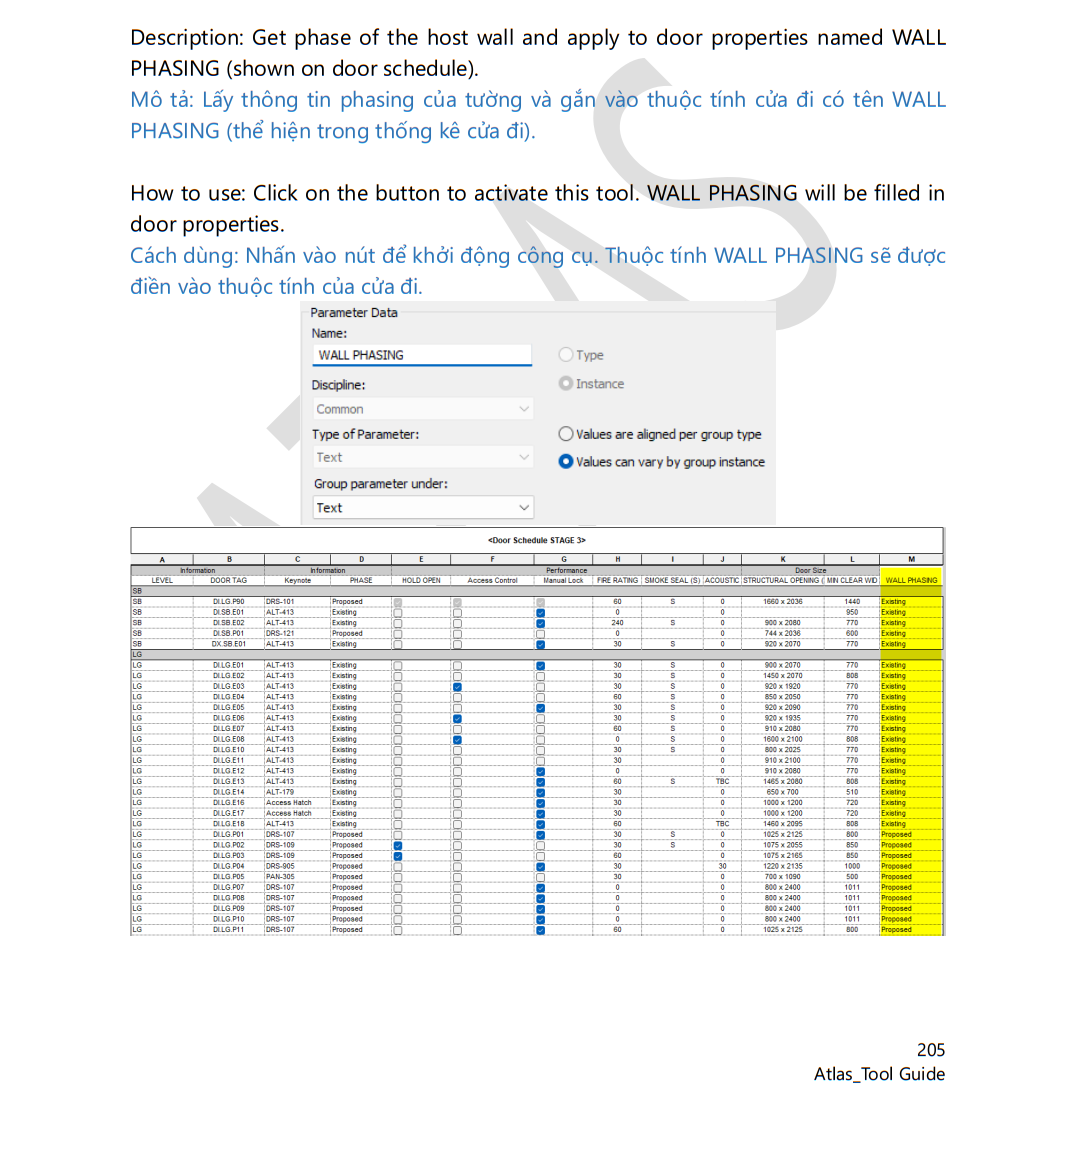 Description: Get phase of the host wall and apply to door properties named WALL
PHASING (shown on door schedule).
Mô tả: Lấy thông tin phasing của tường và gắn vào thuộc tính cửa đi có tên WALL
PHASING (thể hiện trong thống kê cửa đi).
How to use: Click on the button to activate this tool. WALL PHASING will be filled in
door properties.
Cách dùng: Nhấn vào nút để khởi động công cụ. Thuộc tính WALL PHASING sẽ được
điền vào thuộc tính của cửa đi.
Parameter Data
Name:
WALL PHASING
Type
Discipline:
Instance
Common
Type of Parameter:
Values are aligned per group type
Text
Values can vary by group instance
Group parameter under:
Text
<Door Schedule STAGE 3>
A B C D E F G H I J K L M
Information Information Performance Door Size
LEVEL DOOR TAG Keynote PHASE HOLD OPEN Access Control Manual Lock FIRE RATING SMOKE SEAL (S) ACOUSTIC STRUCTURAL OPENING ( MIN CLEAR WID WALL PHASING
SB
SB DI.LG.P90 DRS-101 Proposed 60 S 0 1660 x 2036 1440 Existing
SB DI.SB.E01 ALT-413 Existing 0 0 950 Existing
SB DI.SB.E02 ALT-413 Existing 240 S 0 900 x 2080 770 Existing
SB DI.SB.P01 DRS-121 Proposed 0 0 744 x 2036 600 Existing
SB DX.SB.E01 ALT-413 Existing 30 S 0 920 x 2070 770 Existing
LG
LG DI.LG.E01 ALT-413 Existing 30 S 0 900 x 2070 770 Existing
LG DI.LG.E02 ALT-413 Existing 30 S 0 1450 x 2070 808 Existing
LG DI.LG.E03 ALT-413 Existing 30 S 0 920 x 1920 770 Existing
LG DI.LG.E04 ALT-413 Existing 60 S 0 850 x 2050 770 Existing
LG DI.LG.E05 ALT-413 Existing 30 S 0 920 x 2090 770 Existing
LG DI.LG.E06 ALT-413 Existing 30 S 0 920 x 1935 770 Existing
LG DI.LG.E07 ALT-413 Existing 60 S 0 910 x 2080 770 Existing
LG DI.LG.E08 ALT-413 Existing 0 S 0 1600 x 2100 808 Existing
LG DI.LG.E10 ALT-413 Existing 30 S 0 800 x 2025 770 Existing
LG DI.LG.E11 ALT-413 Existing 30 0 910 x 2100 770 Existing
LG DI.LG.E12 ALT-413 Existing 0 0 910 x 2080 770 Existing
LG DI.LG.E13 ALT-413 Existing 60 S TBC 1465 x 2080 808 Existing
LG DI.LG.E14 ALT-179 Existing 30 0 650 x 700 510 Existing
LG DI.LG.E16 Access Hatch Existing 30 0 1000 x 1200 720 Existing
LG DI.LG.E17 Access Hatch Existing 30 0 1000 x 1200 720 Existing
LG DI.LG.E18 ALT-413 Existing 60 TBC 1460 x 2095 808 Existing
LG DI.LG.P01 DRS-107 Proposed 30 S 0 1025 x 2125 800 Proposed
LG DI.LG.P02 DRS-109 Proposed 30 S 0 1075 x 2055 850 Proposed
LG DI.LG.P03 DRS-109 Proposed 60 0 1075 x 2165 850 Proposed
LG DI.LG.P04 DRS-905 Proposed 30 30 1220 x 2135 1000 Proposed
LG DI.LG.P05 PAN-305 Proposed 30 0 700 x 1090 500 Proposed
LG DI.LG.P07 DRS-107 Proposed 0 0 800 x 2400 1011 Proposed
LG DI.LG.P08 DRS-107 Proposed 0 0 800 x 2400 1011 Proposed
LG DI.LG.P09 DRS-107 Proposed 0 0 800 x 2400 1011 Proposed
LG DI.LG.P10 DRS-107 Proposed 0 0 800 x 2400 1011 Proposed
LG DI.LG.P11 DRS-107 Proposed 60 0 1025 x 2125 800 Proposed
205
Atlas_Tool Guide